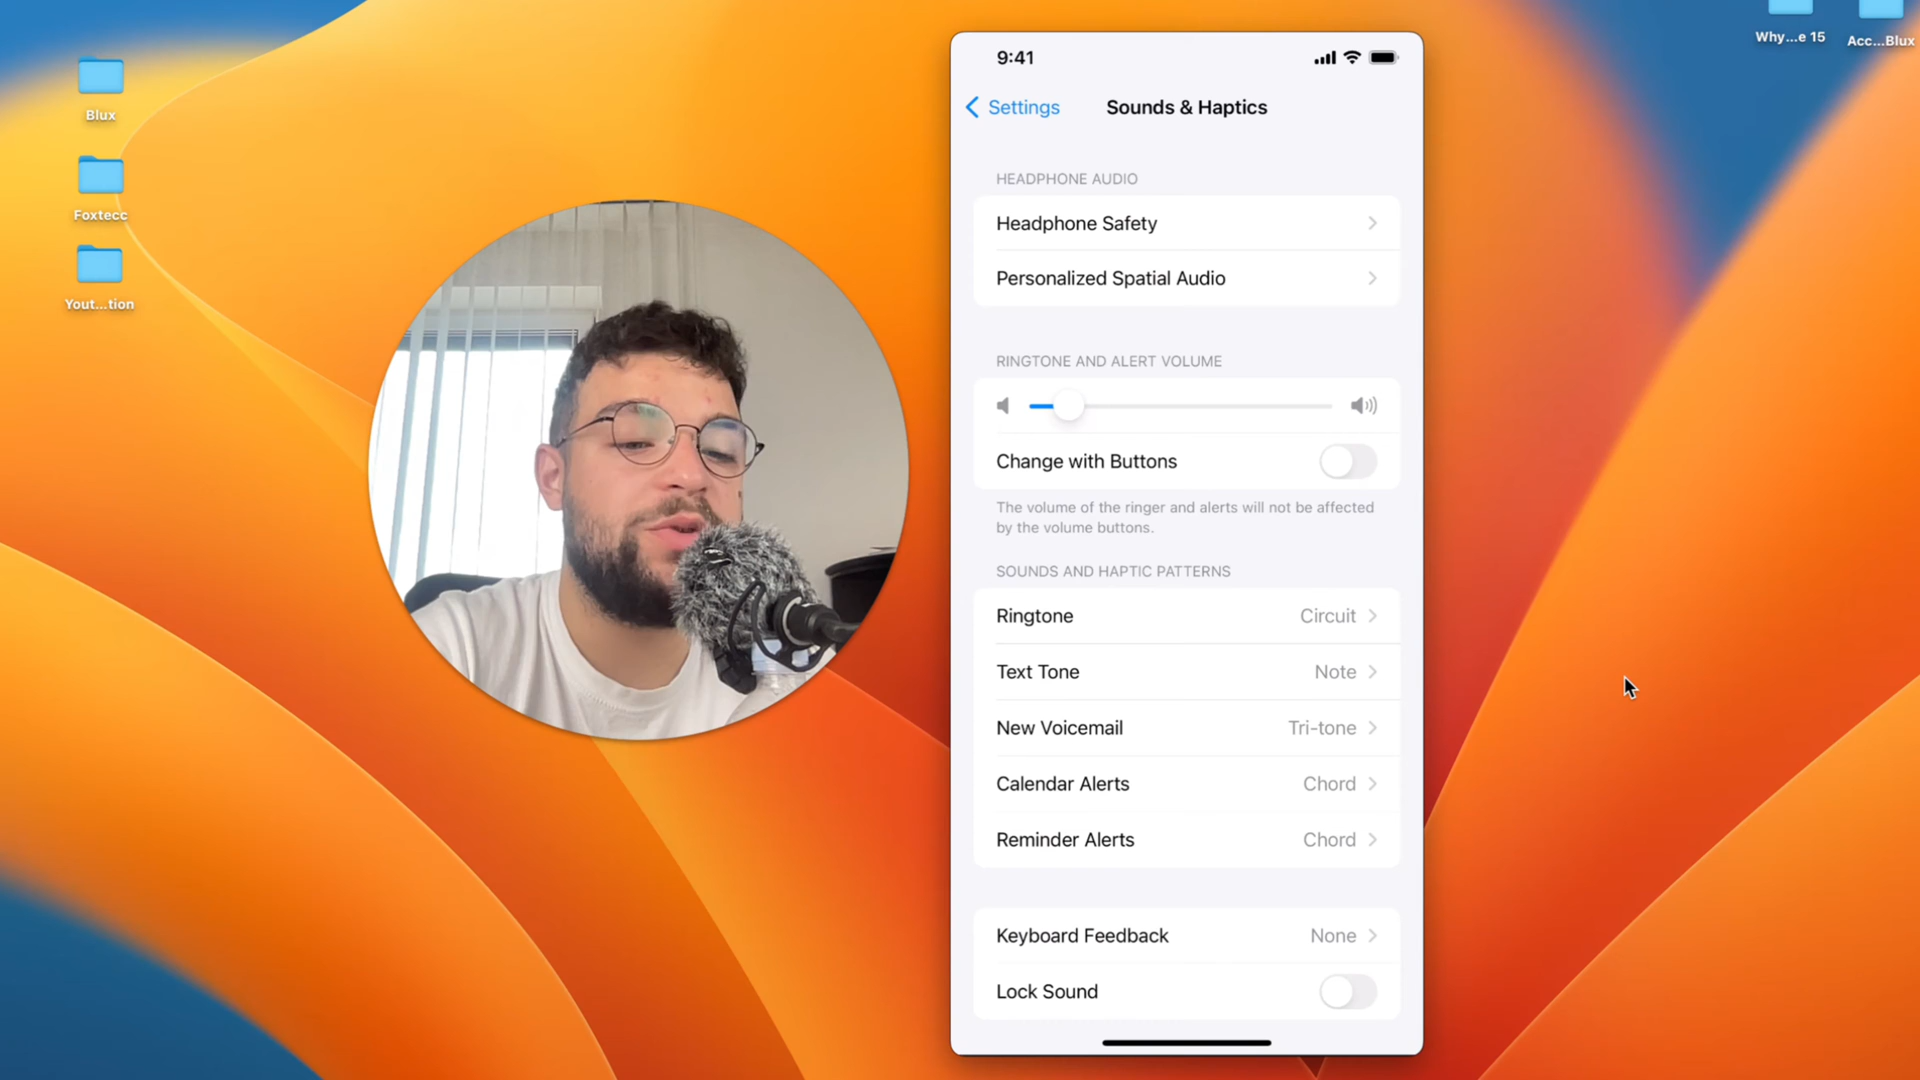 Blux
Foxtecc
Yout...tion
Why...e 15
Acc...Blux
9:41
Settings
Sounds & Haptics
HEADPHONE AUDIO
Headphone Safety
Personalized Spatial Audio
RINGTONE AND ALERT VOLUME
Change with Buttons
The volume of the ringer and alerts will not be affected
by the volume buttons.
SOUNDS AND HAPTIC PATTERNS
Ringtone Circuit
Text Tone Note
New Voicemail Tri-tone
Calendar Alerts Chord
Reminder Alerts Chord
Keyboard Feedback None
Lock Sound